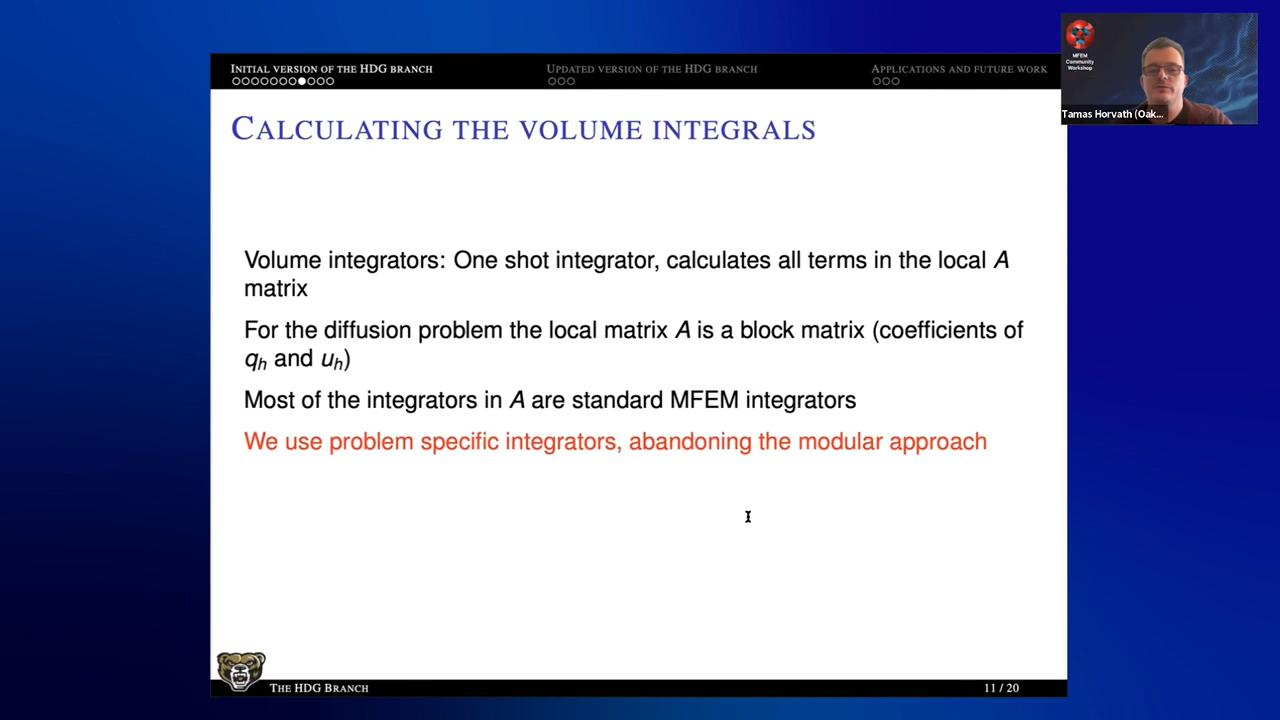 INITIAL VERSION OF THE HDG BRANCH
UPDATED VERSION OF THE HDG BRANCH
APPLICATIONS AND FUTURE WORK
CALCULATING THE VOLUME INTEGRALS
Volume integrators: One shot integrator, calculates all terms in the local A
matrix
For the diffusion problem the local matrix A is a block matrix (coefficients of
qh and uh)
Most of the integrators in A are standard MFEM integrators
We use problem specific integrators, abandoning the modular approach
THE HDG BRANCH
11 / 20
MFEM
Community
Workshop
Tamas Horvath (Oak...